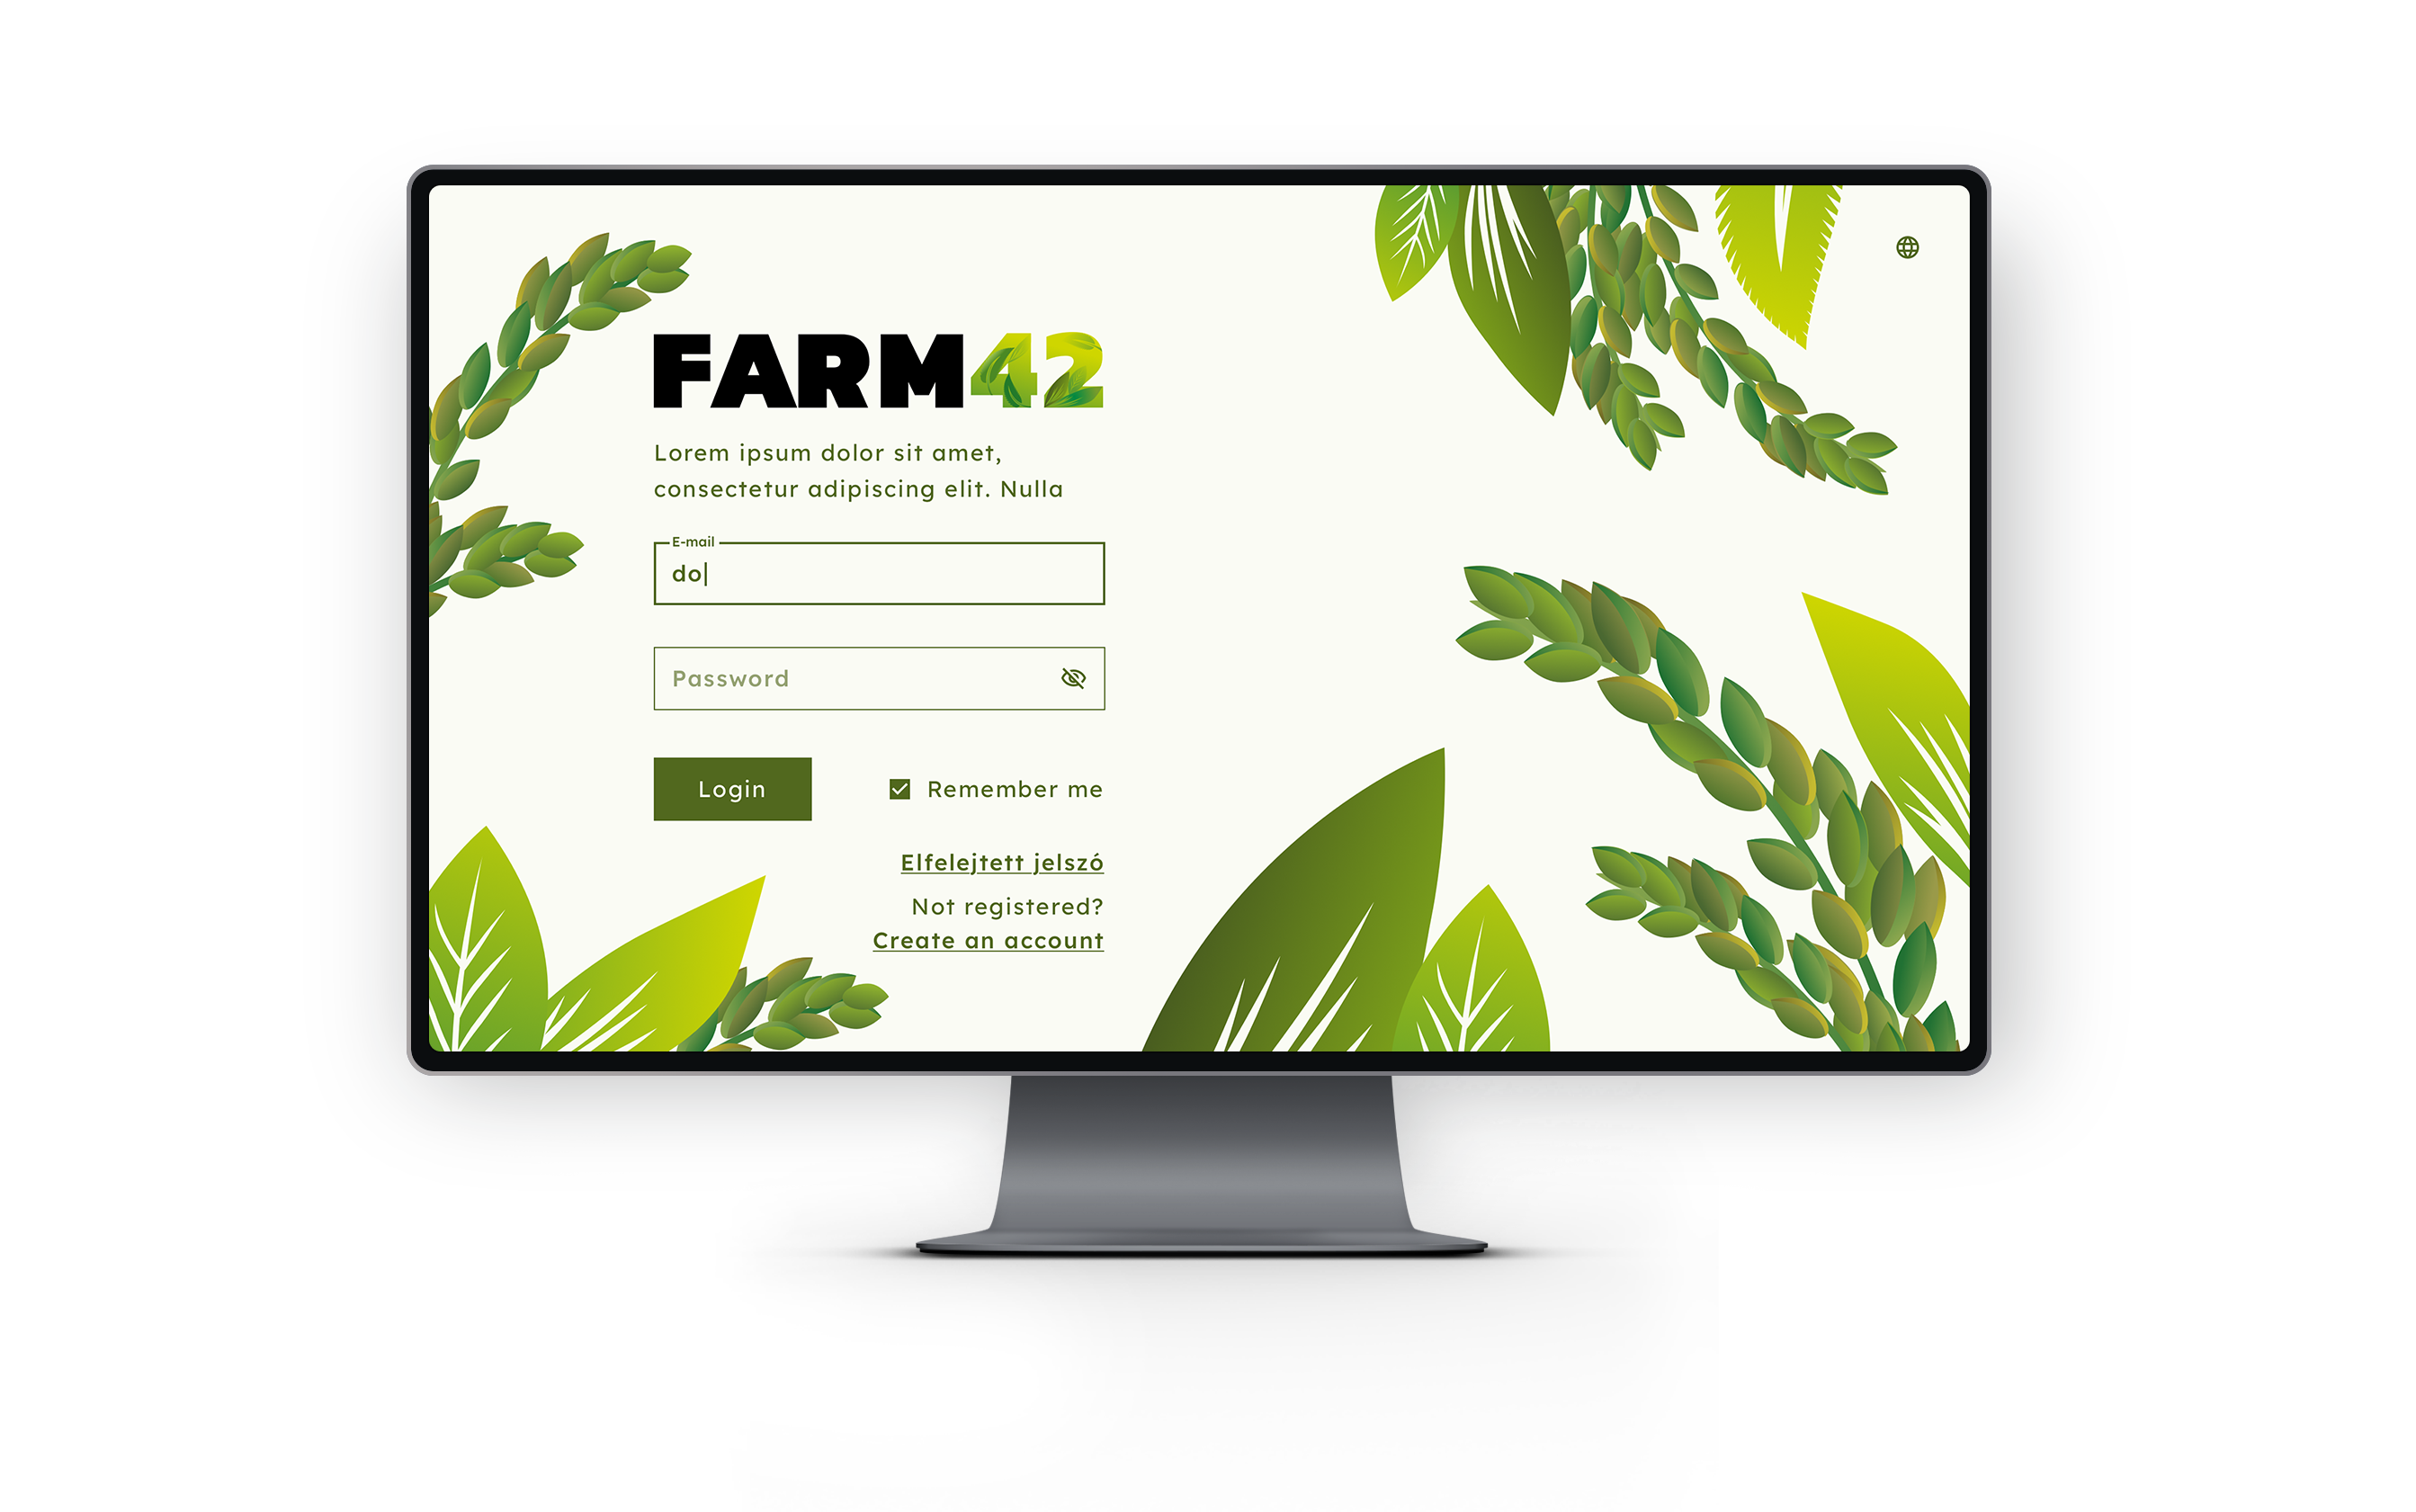 FARM42
Lorem ipsum dolor sit amet,
consectetur adipiscing elit. Nulla
E-mail
do
Password
Login
Remember me
Elfelejtett jelszó
Not registered?
Create an account